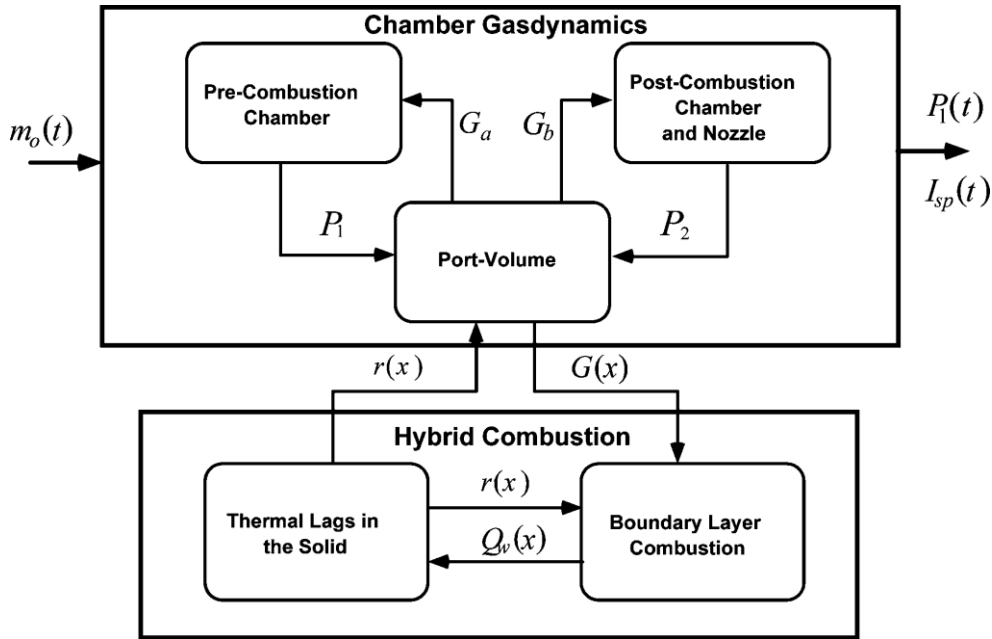 Chamber Gasdynamics
m_o(t)
Pre-Combustion
Chamber
G_a
G_b
Post-Combustion
Chamber
and Nozzle
P_1(t)
I_sp(t)
P_1
P_2
Port-Volume
r(x)
G(x)
Hybrid Combustion
Thermal Lags in
the Solid
r(x)
Q_w(x)
Boundary Layer
Combustion